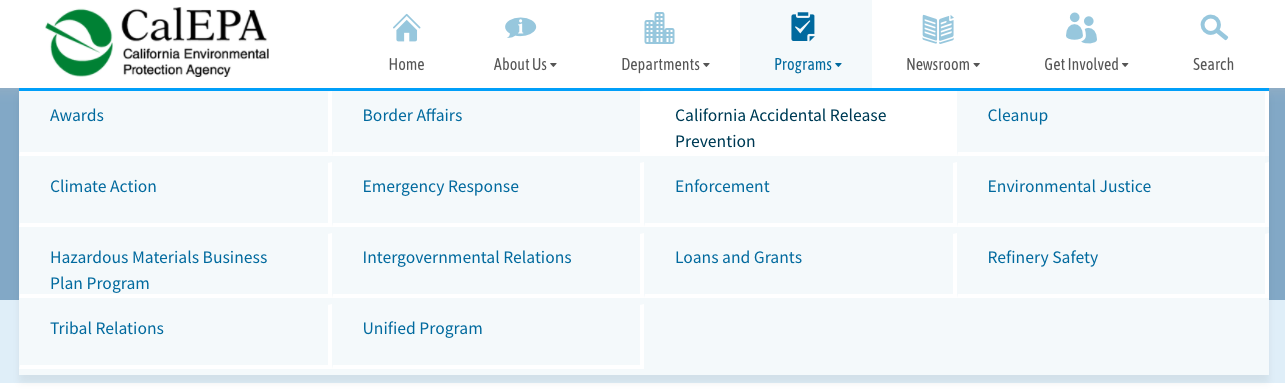 CalEPA
California Environmental
Protection Agency
Home
About Us
Departments
Programs
Newsroom
Get Involved
Search
Awards
Border Affairs
California Accidental Release
Prevention
Cleanup
Climate Action
Emergency Response
Enforcement
Environmental Justice
Hazardous Materials Business
Plan Program
Intergovernmental Relations
Loans and Grants
Refinery Safety
Tribal Relations
Unified Program